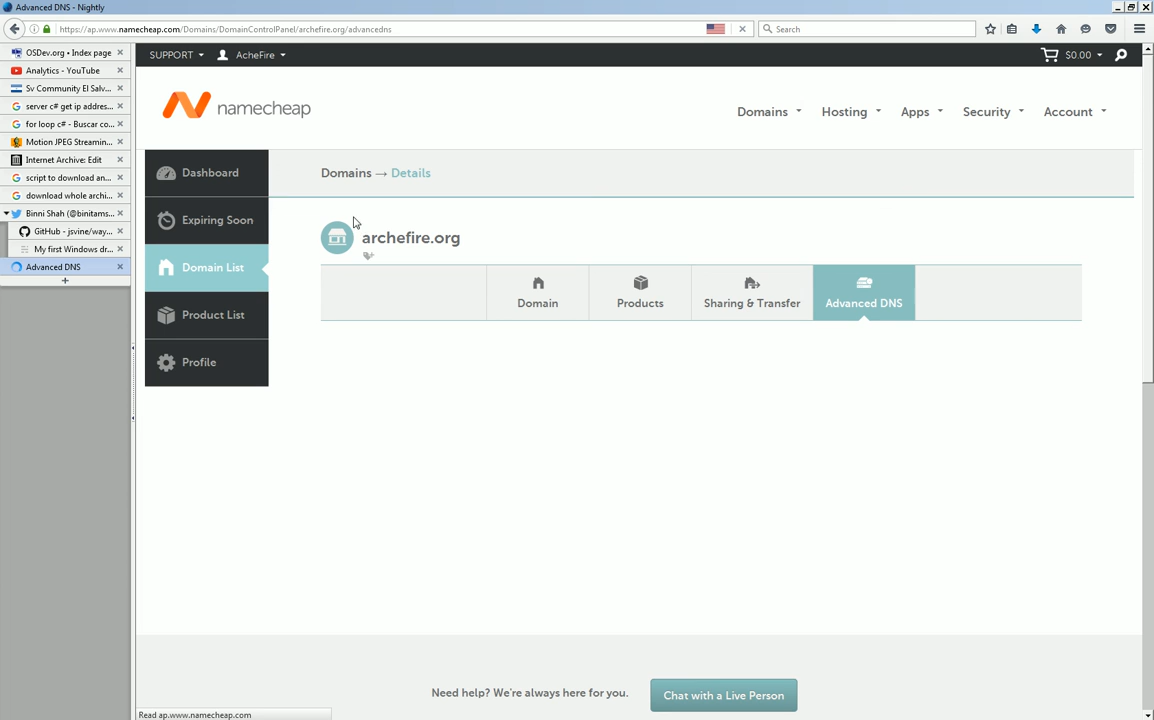 Advanced DNS - Nightly
https://ap.www.namecheap.com/Domains/DomainControlPanel/archefire.org/advancedns
Search
OSDev.org • Index page
Analytics - YouTube
Sv Community El Salv...
server c# get ip addres...
for loop c# - Buscar co...
Motion JPEG Streamin...
Internet Archive: Edit
script to download an...
download whole archi...
Binni Shah (@binitams...
GitHub - jsvine/way...
My first Windows dr...
Advanced DNS
SUPPORT
AcheFire
$0.00
namecheap
Domains
Hosting
Apps
Security
Account
Dashboard
Expiring Soon
Domain List
Product List
Profile
Domains → Details
archefire.org
Domain
Products
Sharing & Transfer
Advanced DNS
Need help? We're always here for you.
Chat with a Live Person
Read ap.www.namecheap.com